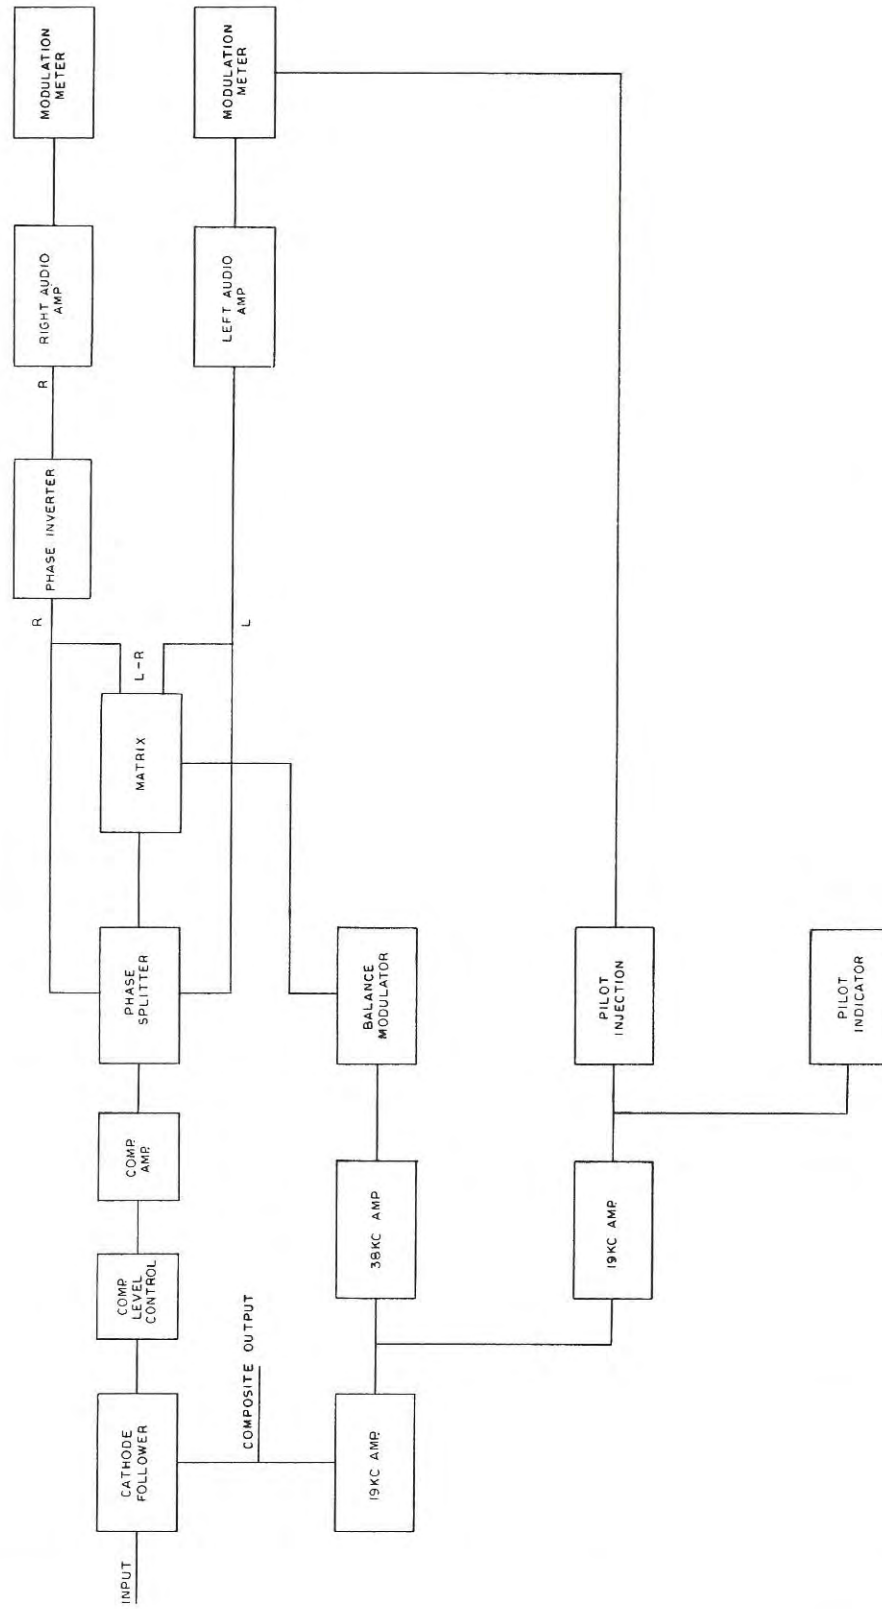 INPUT
CATHODE
FOLLOWER
COMP.
LEVEL
CONTROL
COMP.
AMP.
PHASE
SPLITTER
MATRIX
L-R
R
PHASE INVERTER
R
RIGHT AUDIO
AMP.
MODULATION
METER
L
LEFT AUDIO
AMP
MODULATION
METER
COMPOSITE OUTPUT
19KC AMP.
38KC AMP
BALANCE
MODULATOR
19KC AMP.
PILOT
INJECTION
PILOT
INDICATOR